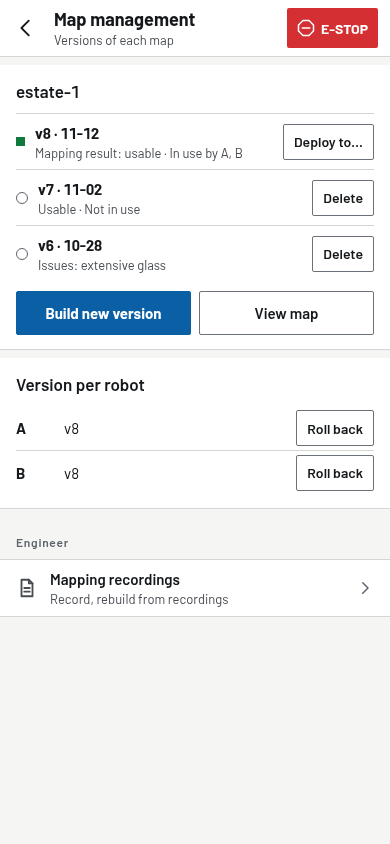 Map management
Versions of each map
E-STOP
estate-1
v8 · 11-12
Mapping result: usable · In use by A, B
Deploy to...
v7 · 11-02
Usable · Not in use
Delete
v6 · 10-28
Issues: extensive glass
Delete
Build new version
View map
Version per robot
A v8
Roll back
B v8
Roll back
Engineer
Mapping recordings
Record, rebuild from recordings